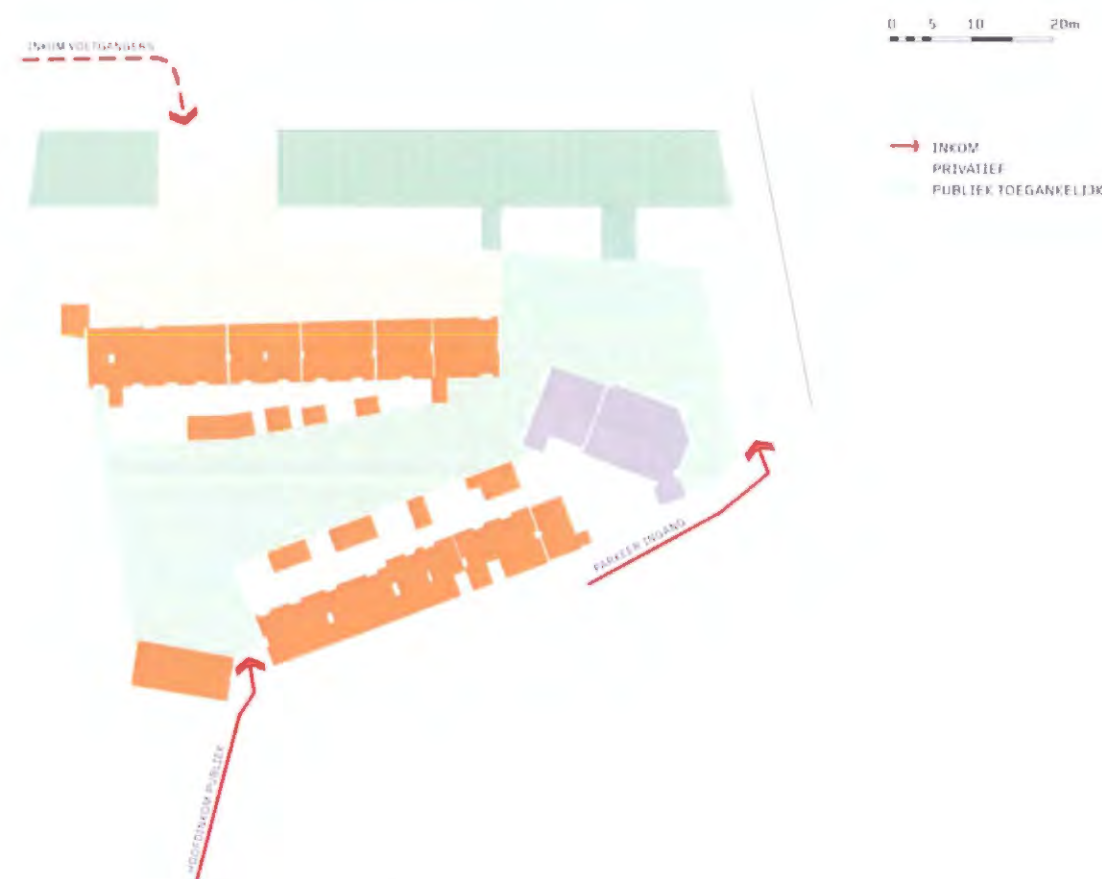 INKOM VOETGANGERS
0 5 10 20m
INKOM
PRIVATIEF
PUBLIEK TOEGANKELIJK
PARKEER INGANG
HOOFDINKOM PUBLIEK